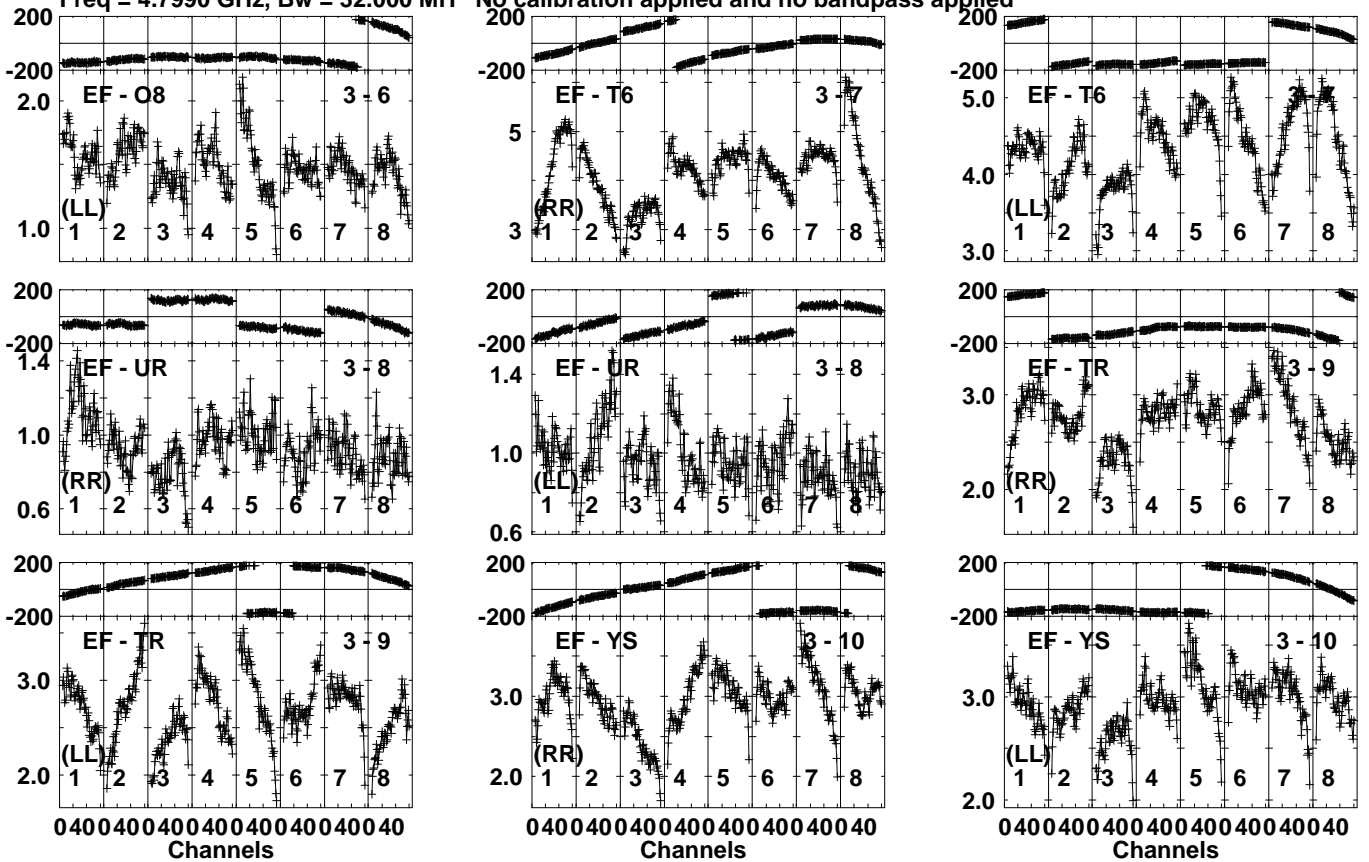 Freq = 4.7990 GHz, Bw = 32.000 MH No calibration applied and no bandpass applied
200 200 200
-200 -200 -200
EF - O8 3 - 6 EF - T6 3 - 7 EF - T6 3 - 7
2.0 5 5.0
4.0
(LL) (RR) (LL)
1.0 3 3.0
1 2 3 4 5 6 7 8 1 2 3 4 5 6 7 8 1 2 3 4 5 6 7 8
200 200 200
-200 -200 -200
EF - UR 3 - 8 EF - UR 3 - 8 EF - TR 3 - 9
1.4 1.4 3.0
1.0 1.0
(RR) (LL) (RR)
0.6 0.6 2.0
1 2 3 4 5 6 7 8 1 2 3 4 5 6 7 8 1 2 3 4 5 6 7 8
200 200 200
-200 -200 -200
EF - TR 3 - 9 EF - YS 3 - 10 EF - YS 3 - 10
3.0 3.0 3.0
(LL) (RR) (LL)
2.0 2.0 2.0
1 2 3 4 5 6 7 8 1 2 3 4 5 6 7 8 1 2 3 4 5 6 7 8
0 40 0 40 0 40 0 40 0 40 0 40 0 40 0 40 0 40 0 40 0 40 0 40 0 40 0 40 0 40 0 40 0 40 0 40 0 40 0 40 0 40 0 40 0 40 0 40
Channels Channels Channels